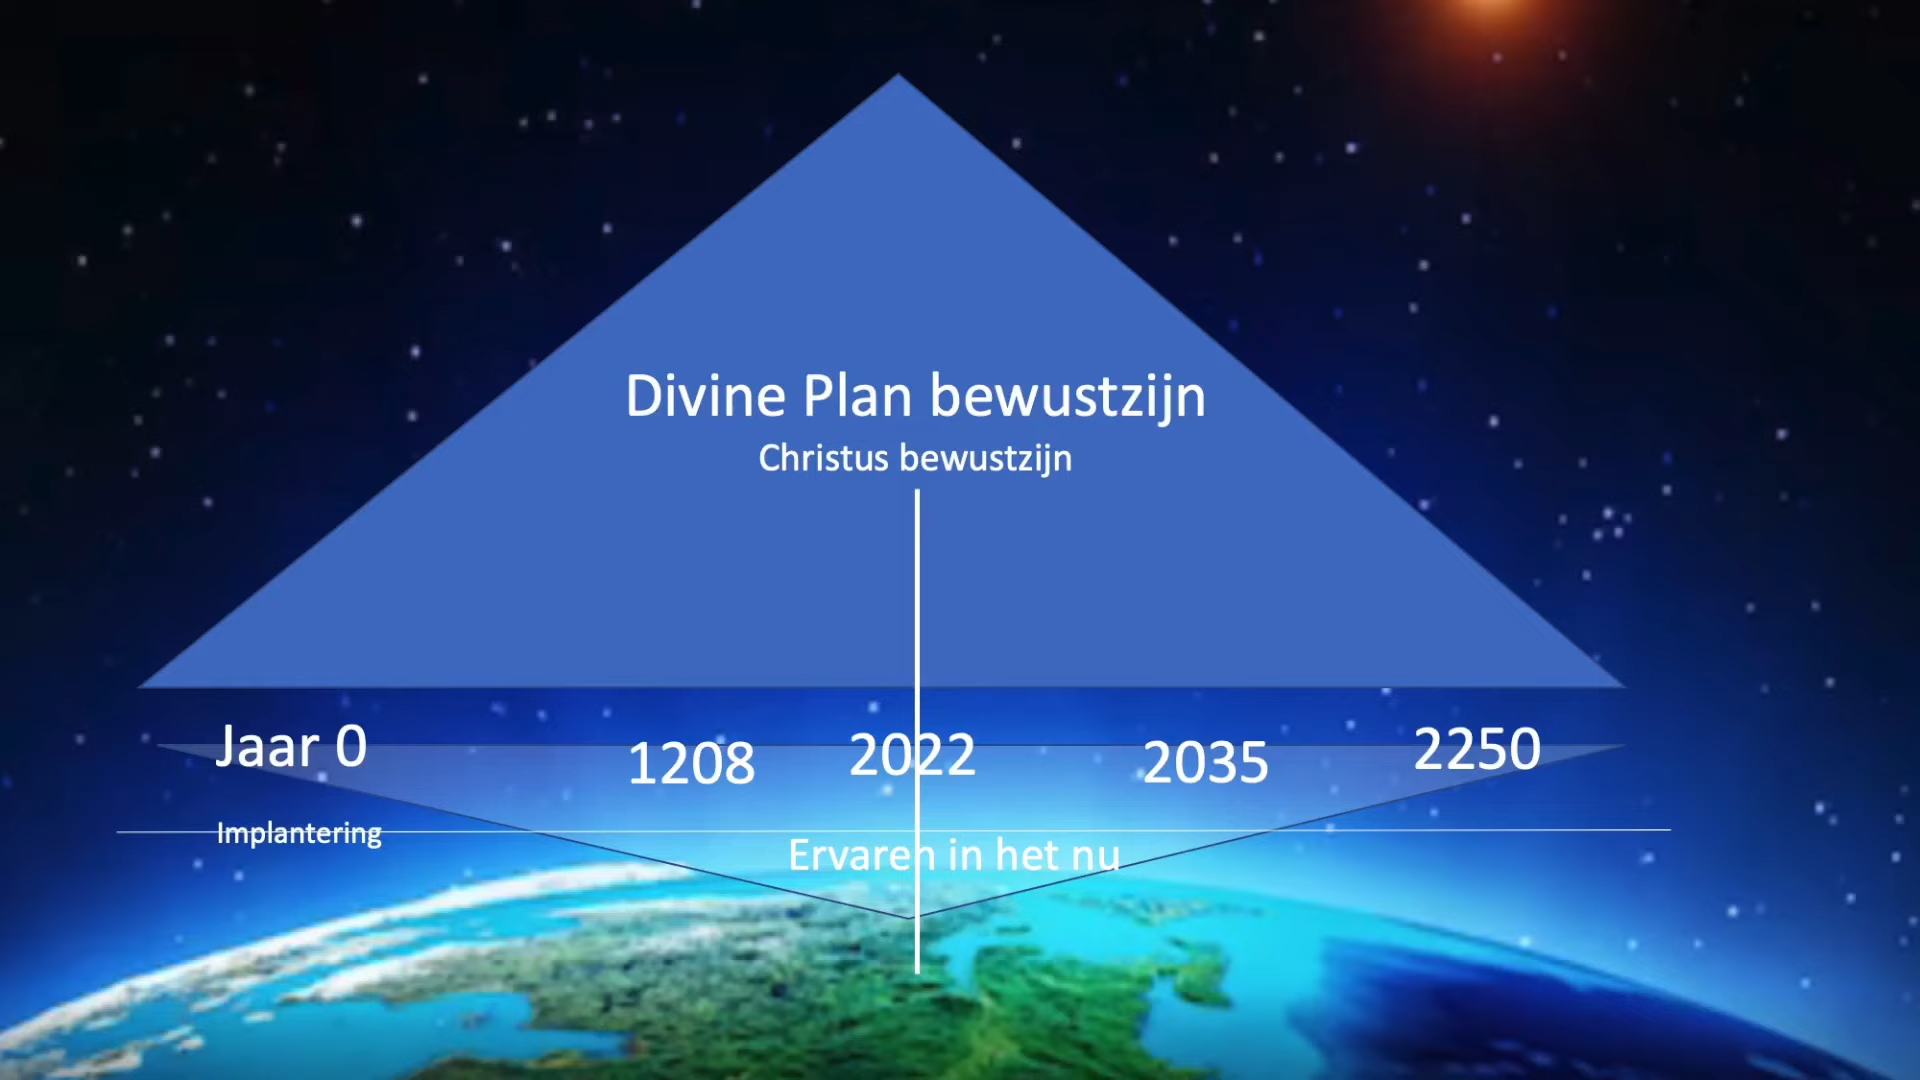 Divine Plan bewustzijn
Christus bewustzijn
Jaar 0 1208 2022 2035 2250
Implantering
Ervaren in het nu